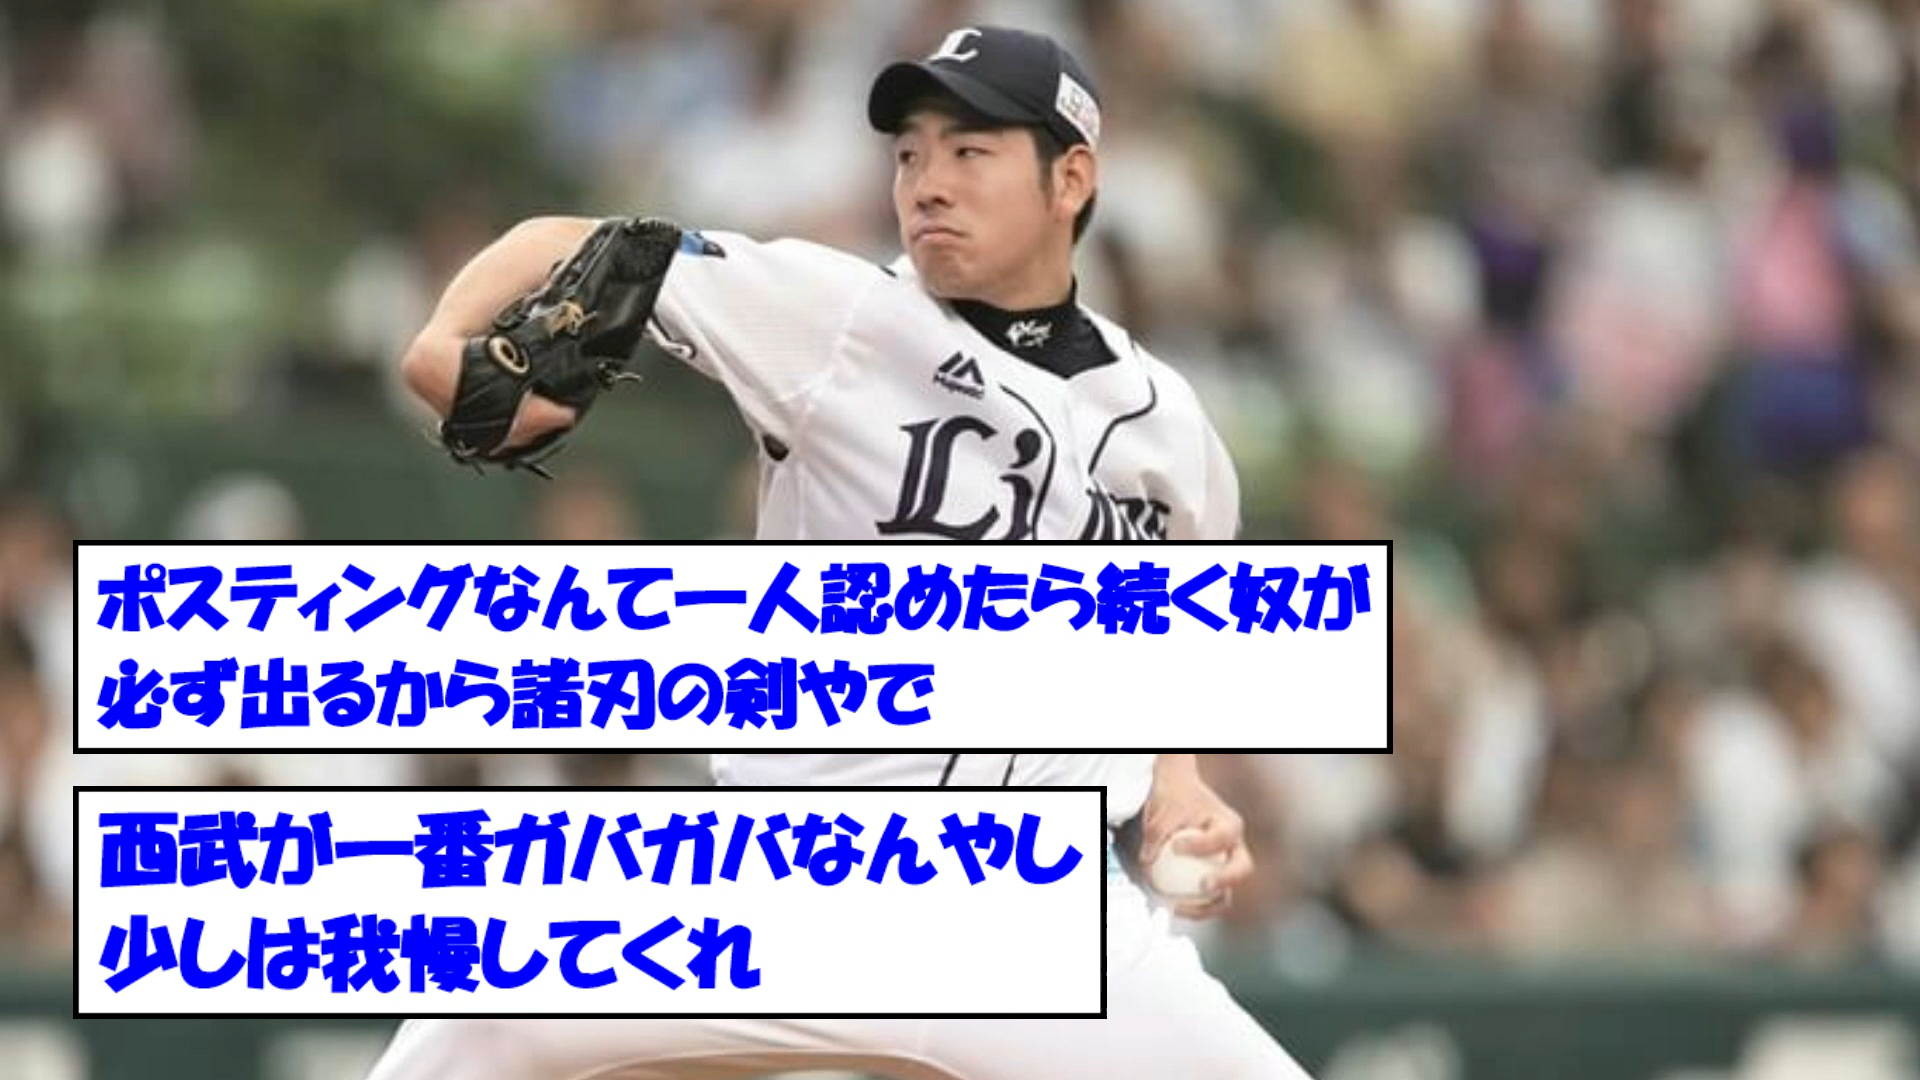 L
Majestic
Li
ポスティングなんて一人認めたら続く奴が
必ず出るから諸刃の剣やで
西武が一番ガバガバなんやし
少しは我慢してくれ